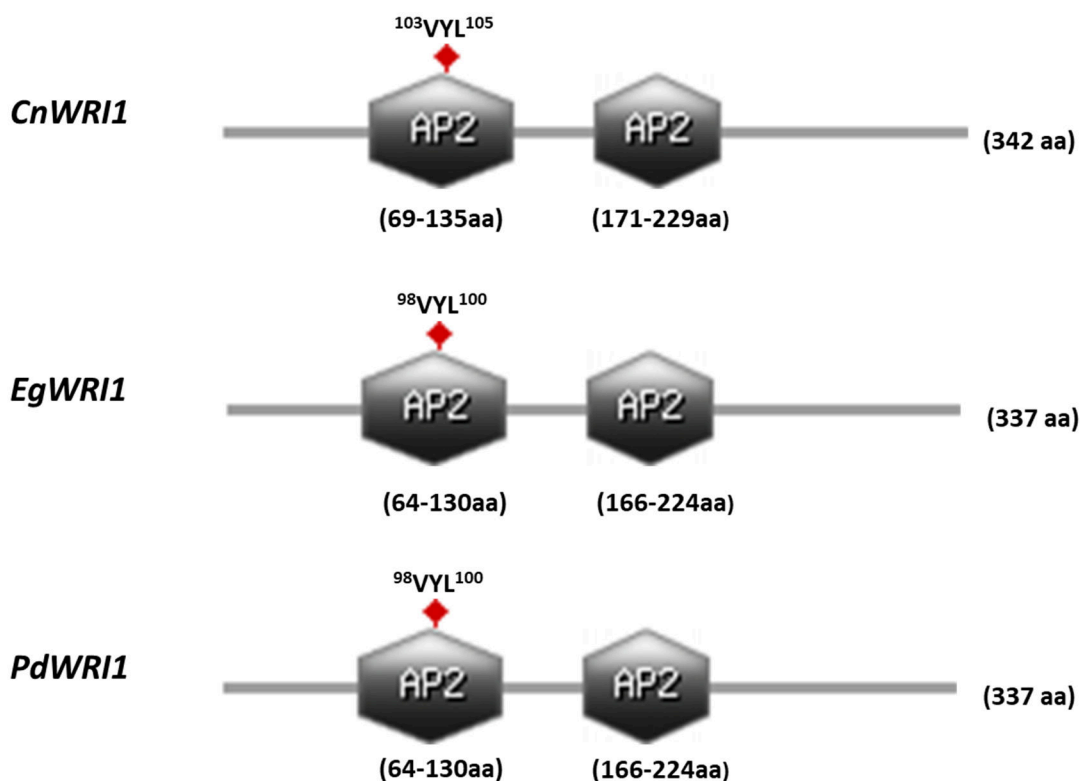 ¹⁰³VYL¹⁰⁵
CnWRI1
AP2 AP2
(342 aa)
(69-135aa) (171-229aa)
⁹⁸VYL¹⁰⁰
EgWRI1
AP2 AP2
(337 aa)
(64-130aa) (166-224aa)
⁹⁸VYL¹⁰⁰
PdWRI1
AP2 AP2
(337 aa)
(64-130aa) (166-224aa)